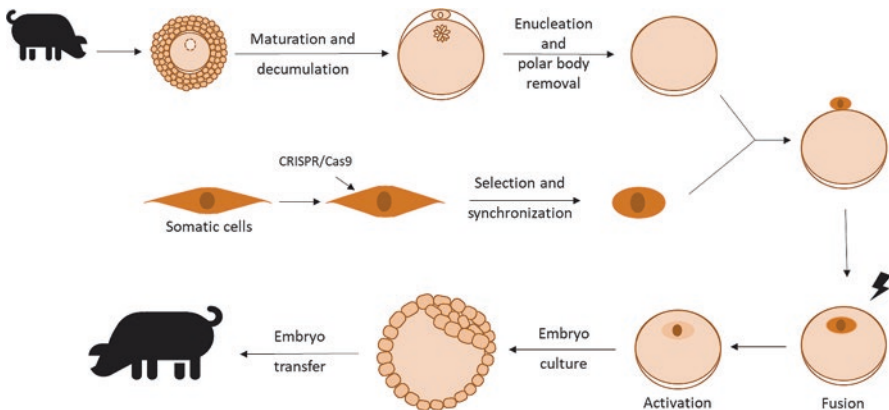 Maturation and
decumulation
Enucleation
and
polar body
removal
CRISPR/Cas9
Somatic cells
Selection and
synchronization
Embryo
transfer
Embryo
culture
Activation
Fusion